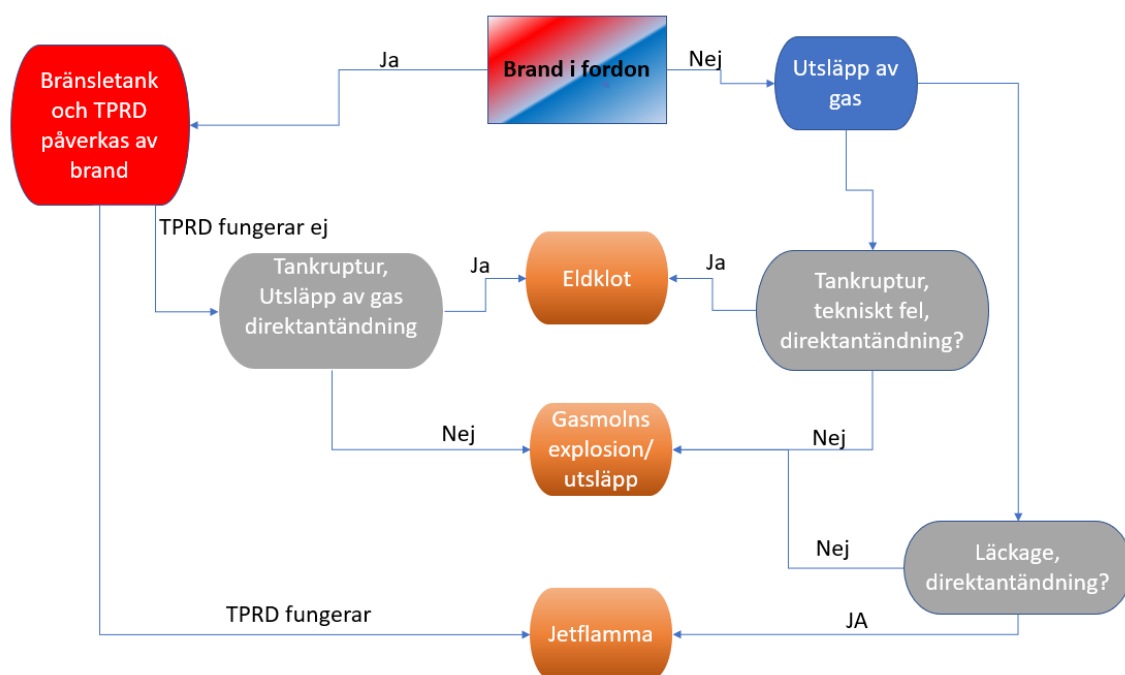 Ja
Brand i fordon
Nej
Bränsletank
och TPRD
påverkas av
brand
Utsläpp av
gas
TPRD fungerar ej
Tankruptur,
Utsläpp av gas
direktantändning
Ja
Eldklot
Ja
Tankruptur,
tekniskt fel,
direktantändning?
Nej
Gasmolns
explosion/
utsläpp
Nej
Nej
Läckage,
direktantändning?
TPRD fungerar
Jetflamma
JA